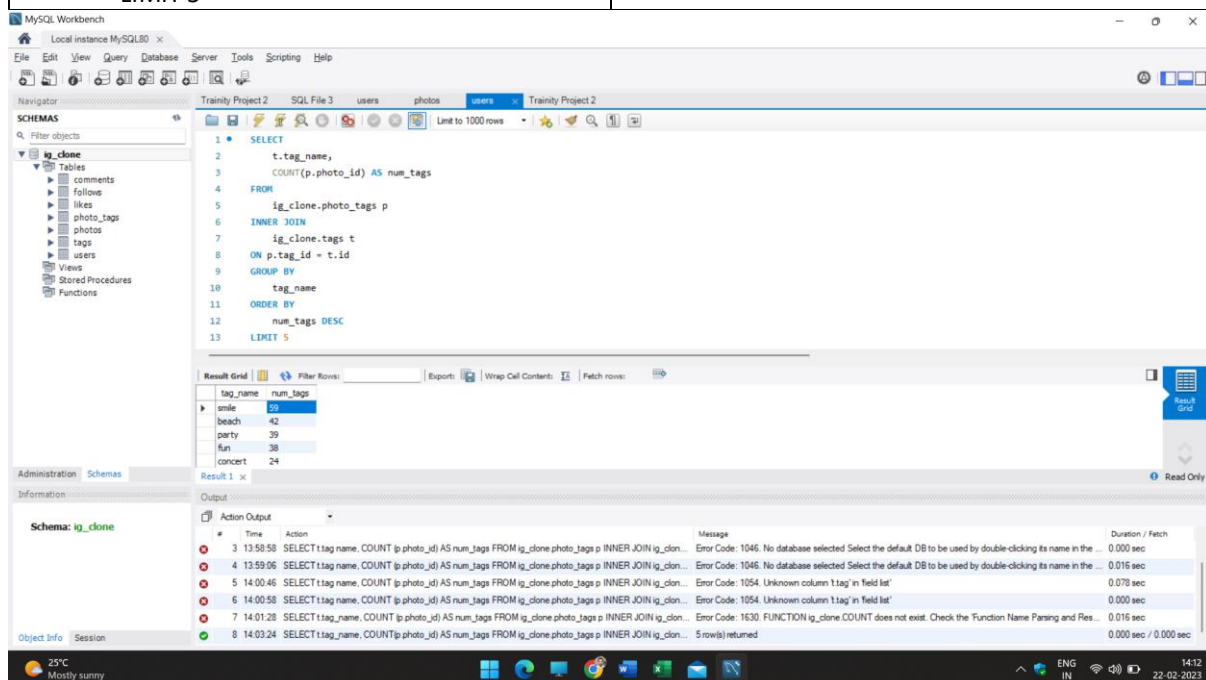 LIMIT 5
MySQL Workbench
Local instance MySQL80 ×
File Edit View Query Database Server Tools Scripting Help
Navigator
Trainity Project 2 SQL File 3 users photos users × Trainity Project 2
SCHEMAS
Limit to 1000 rows
Filter objects
ig_clone
Tables
comments
follows
likes
photo_tags
photos
tags
users
Views
Stored Procedures
Functions
1 SELECT
2 t.tag_name,
3 COUNT(p.photo_id) AS num_tags
4 FROM
5 ig_clone.photo_tags p
6 INNER JOIN
7 ig_clone.tags t
8 ON p.tag_id = t.id
9 GROUP BY
10 tag_name
11 ORDER BY
12 num_tags DESC
13 LIMIT 5
Result Grid Filter Rows: Export: Wrap Cell Content: Fetch rows:
Result Grid
tag_name num_tags
smile 59
beach 42
party 39
fun 38
concert 24
Administration Schemas
Result 1 × Read Only
Information
Output
Schema: ig_clone
Action Output
# Time Action Message Duration / Fetch
3 13:58:58 SELECT t.tag name, COUNT (p.photo_id) AS num_tags FROM ig_clone.photo_tags p INNER JOIN ig_clon... Error Code: 1046. No database selected Select the default DB to be used by double-clicking its name in the ... 0.000 sec
4 13:59:06 SELECT t.tag name, COUNT (p.photo_id) AS num_tags FROM ig_clone.photo_tags p INNER JOIN ig_clon... Error Code: 1046. No database selected Select the default DB to be used by double-clicking its name in the ... 0.016 sec
5 14:00:46 SELECT t.tag name, COUNT (p.photo_id) AS num_tags FROM ig_clone.photo_tags p INNER JOIN ig_clon... Error Code: 1054. Unknown column 't.tag' in 'field list' 0.078 sec
6 14:00:58 SELECT t.tag name, COUNT (p.photo_id) AS num_tags FROM ig_clone.photo_tags p INNER JOIN ig_clon... Error Code: 1054. Unknown column 't.tag' in 'field list' 0.000 sec
7 14:01:28 SELECT t.tag_name, COUNT (p.photo_id) AS num_tags FROM ig_clone.photo_tags p INNER JOIN ig_clon... Error Code: 1630. FUNCTION ig_clone.COUNT does not exist. Check the 'Function Name Parsing and Res... 0.016 sec
8 14:03:24 SELECT t.tag_name, COUNT(p.photo_id) AS num_tags FROM ig_clone.photo_tags p INNER JOIN ig_clon... 5 row(s) returned 0.000 sec / 0.000 sec
Object Info Session
25°C
Mostly sunny
ENG
IN
14:12
22-02-2023